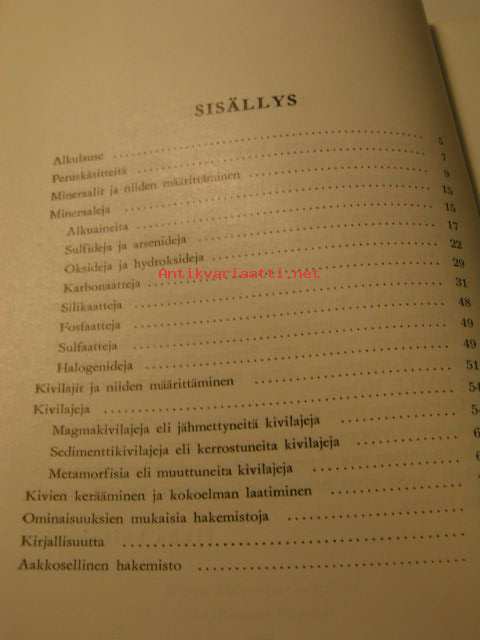 SISÄLLYS
Alkulause 5
Peruskäsitteitä 7
Mineraalit ja niiden määrittäminen 9
Mineraaleja 15
Alkuaineita 15
Sulfideja ja arsenideja 17
Oksideja ja hydroksideja 22
Karbonaatteja 29
Silikaatteja 31
Fosfaatteja 48
Sulfaatteja 49
Halogenideja 49
Kivilajit ja niiden määrittäminen 51
Kivilajeja 54
Magmakivilajeja eli jähmettyneitä kivilajeja
Sedimenttikivilajeja eli kerrostuneita kivilajeja
Metamorfisia eli muuttuneita kivilajeja
Kivien kerääminen ja kokoelman laatiminen
Ominaisuuksien mukaisia hakemistoja
Kirjallisuutta
Aakkosellinen hakemisto
Antikvariaatti.net